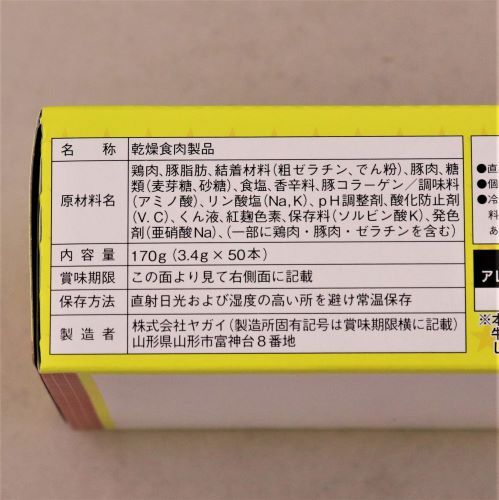 名称 乾燥食肉製品
原材料名 鶏肉、豚脂肪、結着材料(粗ゼラチン、でん粉)、豚肉、糖
類(麦芽糖、砂糖)、食塩、香辛料、豚コラーゲン／調味料
(アミノ酸)、リン酸塩(Na,K)、pH調整剤、酸化防止剤
(V.C)、くん液、紅麹色素、保存料(ソルビン酸K)、発色
剤(亜硝酸Na)、(一部に鶏肉・豚肉・ゼラチンを含む)
内容量 170g (3.4g×50本)
賞味期限 この面より見て右側面に記載
保存方法 直射日光および湿度の高い所を避け常温保存
製造者 株式会社ヤガイ(製造所固有記号は賞味期限横に記載)
山形県山形市富神台8番地
●直
●個
●冷
料
あ
アレ
※本
牛
し